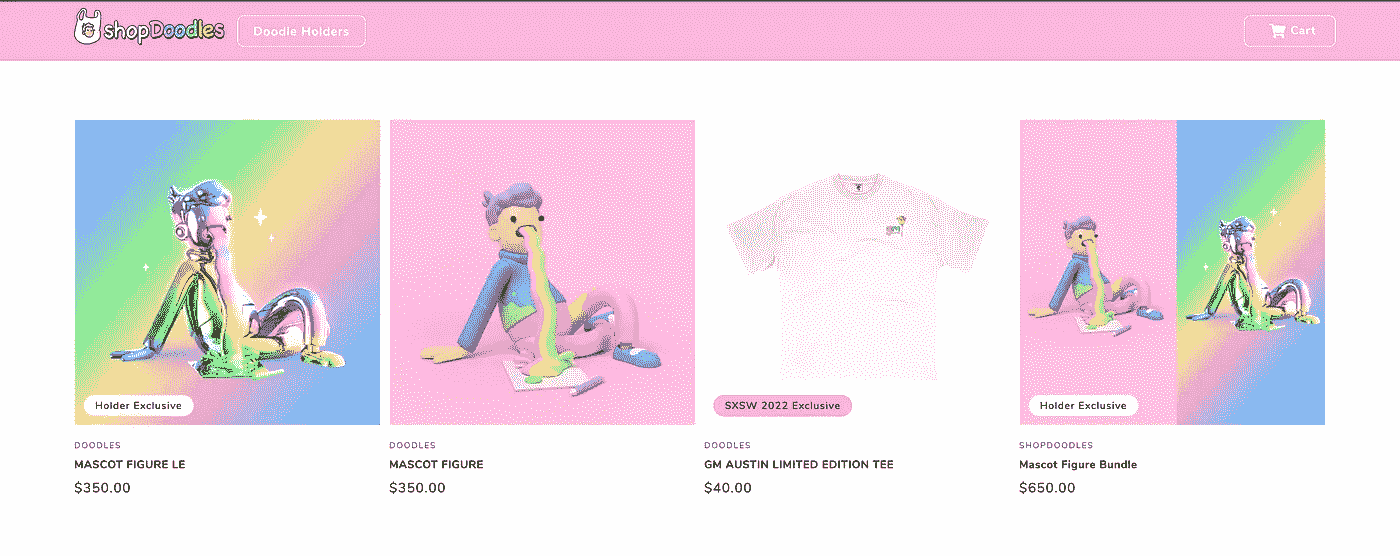 shopDoodles
Doodle Holders
Cart
Holder Exclusive
DOODLES
MASCOT FIGURE LE
$350.00
DOODLES
MASCOT FIGURE
$350.00
SXSW 2022 Exclusive
DOODLES
GM AUSTIN LIMITED EDITION TEE
$40.00
Holder Exclusive
SHOPDOODLES
Mascot Figure Bundle
$650.00